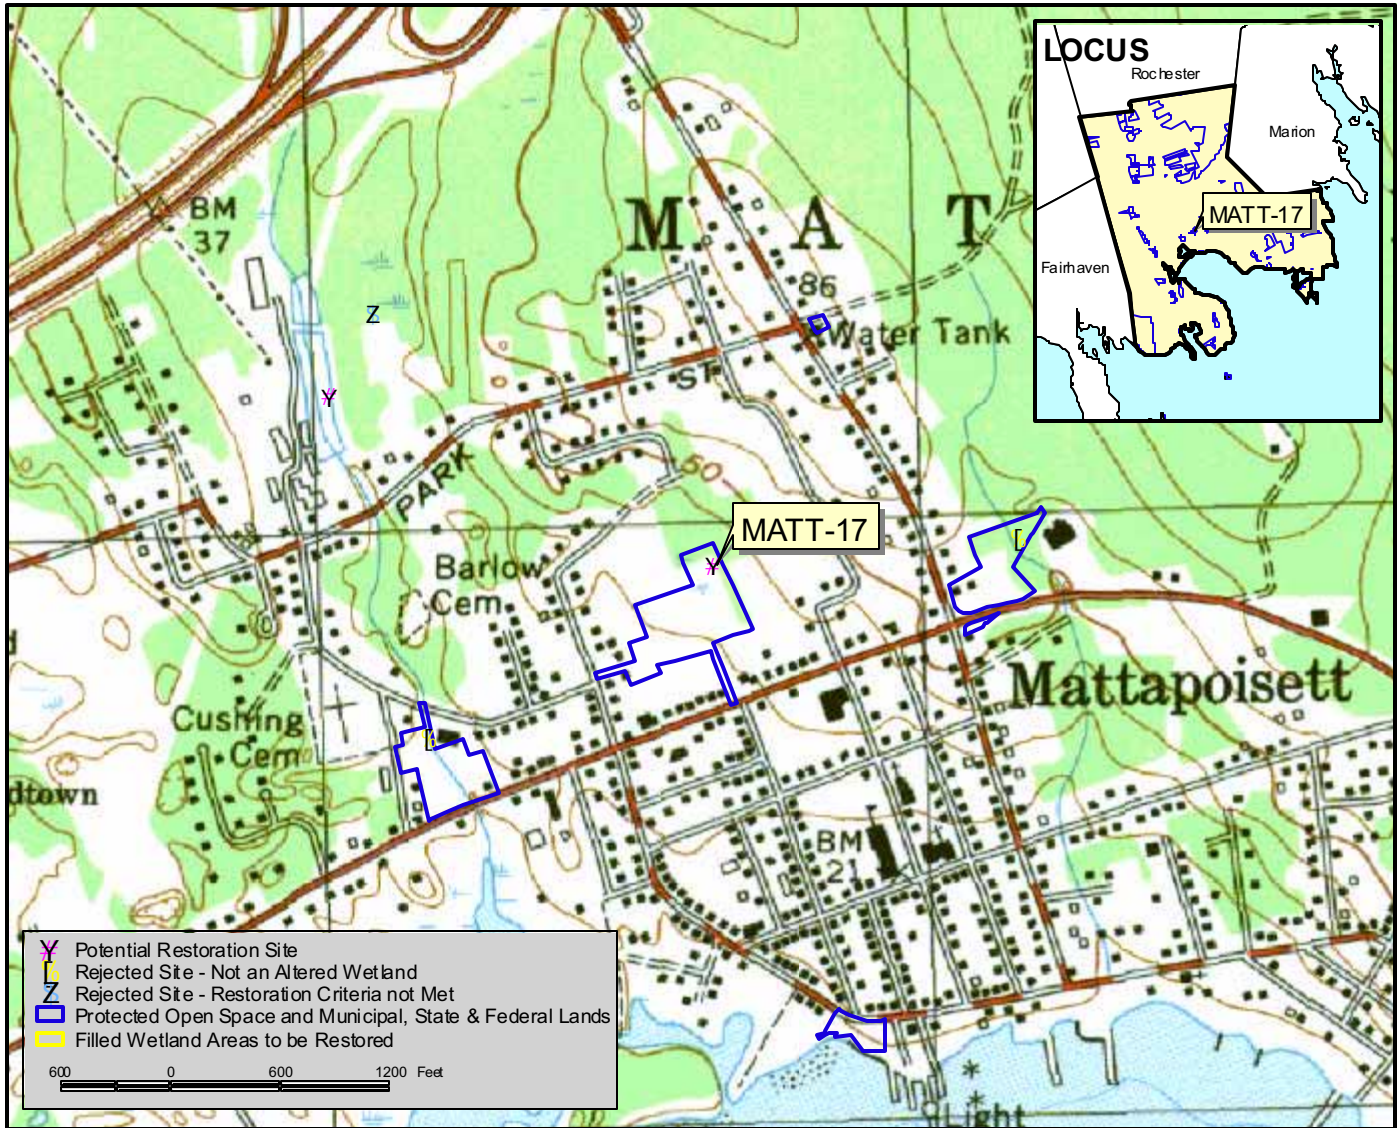 LOCUS
Rochester
Marion
MATT-17
Fairhaven
BM
37
M A T
86
Water Tank
ST
PARK
50
MATT-17
Barlow
Cem
Mattapoisett
Cushing
Cem
dtown
BM
21
Light
Y Potential Restoration Site
[ Rejected Site - Not an Altered Wetland
Z Rejected Site - Restoration Criteria not Met
Protected Open Space and Municipal, State & Federal Lands
Filled Wetland Areas to be Restored
600 0 600 1200 Feet
Z
Y
Y
[
[